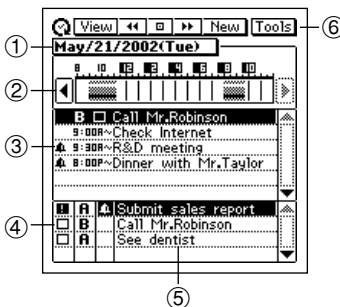 View New Tools ⑥
① May/21/2002(Tue)
8 10 12 2 4 6 8 10
②
B Call Mr.Robinson
9:00A~Check Internet
③ 9:30A~R&D meeting
8:00P~Dinner with Mr.Taylor
! A Submit sales report
④ B Call Mr.Robinson
A See dentist
⑤